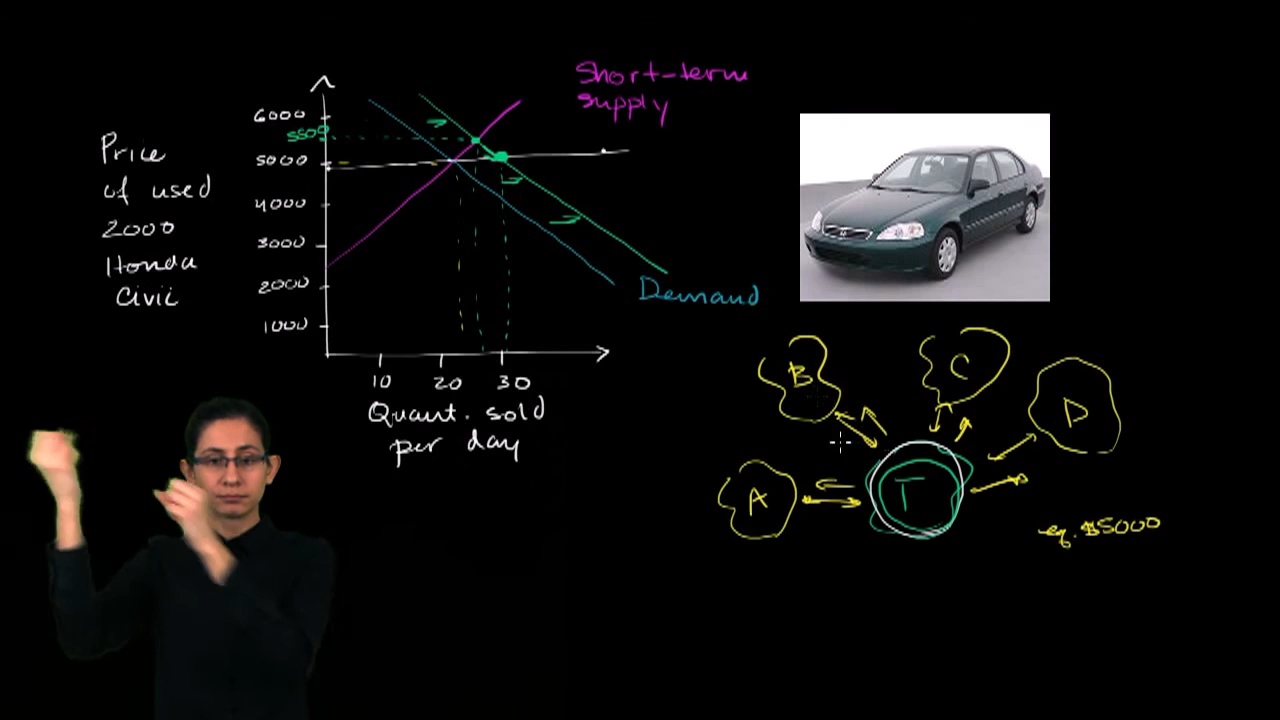 Short-term
supply
6000
5500
5000
4000
3000
2000
1000
Price
of used
2000
Honda
Civic
Demand
10 20 30
Quant. sold
per day
B
C
D
A
T
eq. $5000